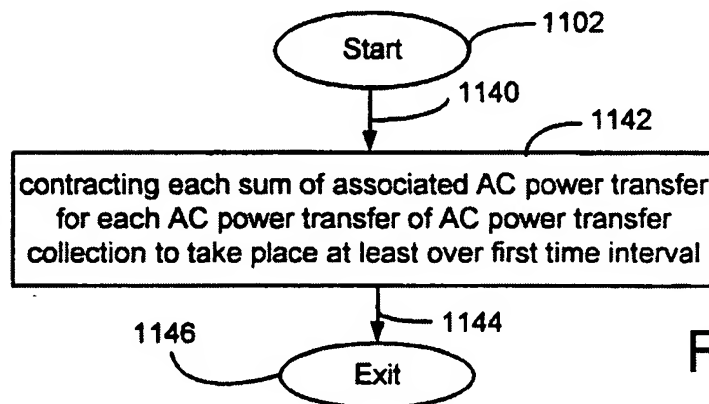 Start
1102
1140
1142
contracting each sum of associated AC power transfer
for each AC power transfer of AC power transfer
collection to take place at least over first time interval
1144
1146
Exit
F